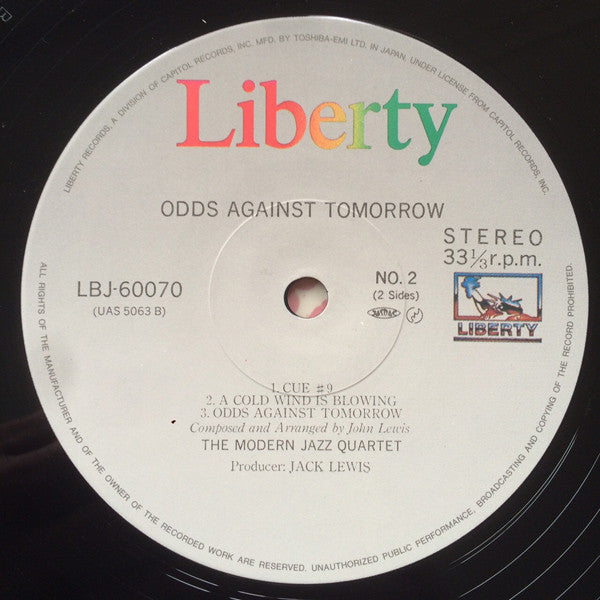 LIBERTY RECORDS, A DIVISION OF CAPITOL RECORDS, INC. MFD. BY TOSHIBA-EMI LTD. IN JAPAN. UNDER LICENSE FROM CAPITOL RECORDS, INC.
Liberty
ODDS AGAINST TOMORROW
STEREO
33⅓r.p.m.
LBJ-60070
(UAS 5063 B)
NO. 2
(2 Sides)
JASRAC
LIBERTY
1. CUE #9
2. A COLD WIND IS BLOWING
3. ODDS AGAINST TOMORROW
Composed and Arranged by John Lewis
THE MODERN JAZZ QUARTET
Producer: JACK LEWIS
ALL RIGHTS OF THE MANUFACTURER AND OF THE OWNER OF THE RECORDED WORK ARE RESERVED. UNAUTHORIZED PUBLIC PERFORMANCE, BROADCASTING AND COPYING OF THE RECORD PROHIBITED.